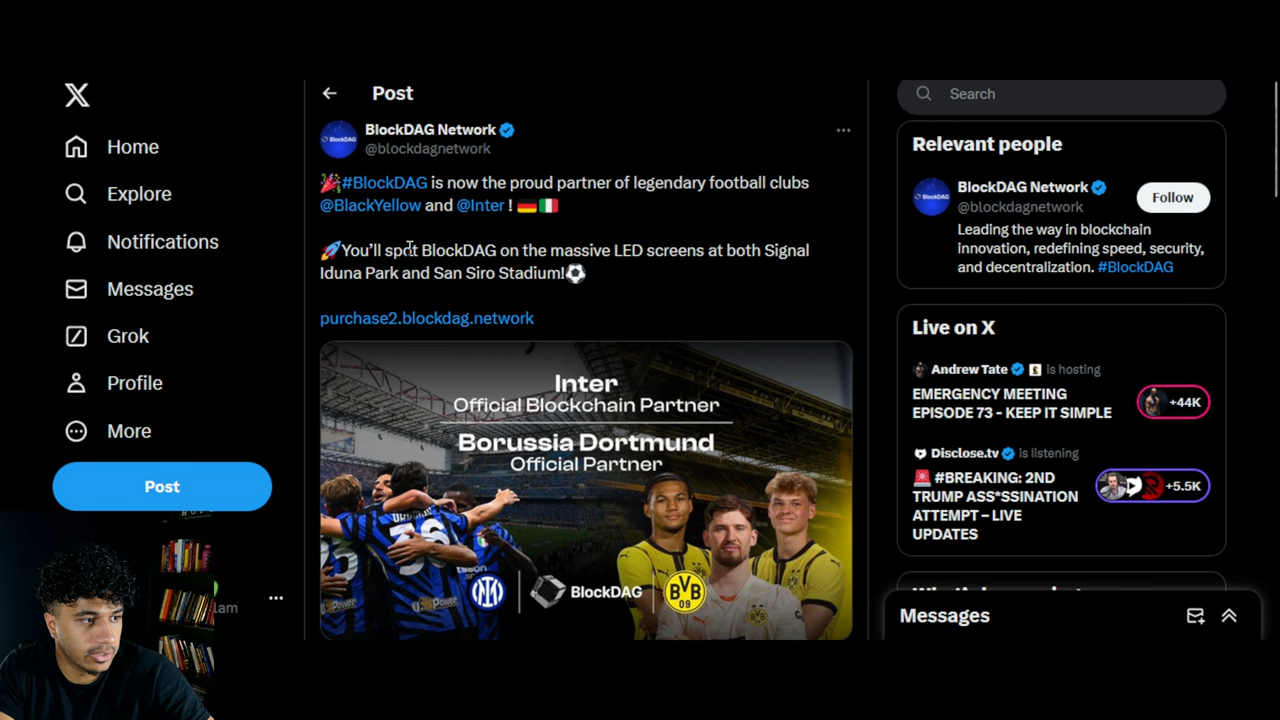 Home
Explore
Notifications
Messages
Grok
Profile
More
Post
lam
Post
BlockDAG Network
@blockdagnetwork
🎉#BlockDAG is now the proud partner of legendary football clubs
@BlackYellow and @Inter ! 🇩🇪🇮🇹
🚀You'll spot BlockDAG on the massive LED screens at both Signal
Iduna Park and San Siro Stadium!⚽
purchase2.blockdag.network
Inter
Official Blockchain Partner
Borussia Dortmund
Official Partner
36
BlockDAG
BVB
09
Search
Relevant people
BlockDAG Network
@blockdagnetwork
Follow
Leading the way in blockchain
innovation, redefining speed, security,
and decentralization. #BlockDAG
Live on X
Andrew Tate is hosting
EMERGENCY MEETING
EPISODE 73 - KEEP IT SIMPLE
+44K
Disclose.tv is listening
🚨 #BREAKING: 2ND
TRUMP ASS*SSINATION
ATTEMPT – LIVE
UPDATES
+5.5K
Messages